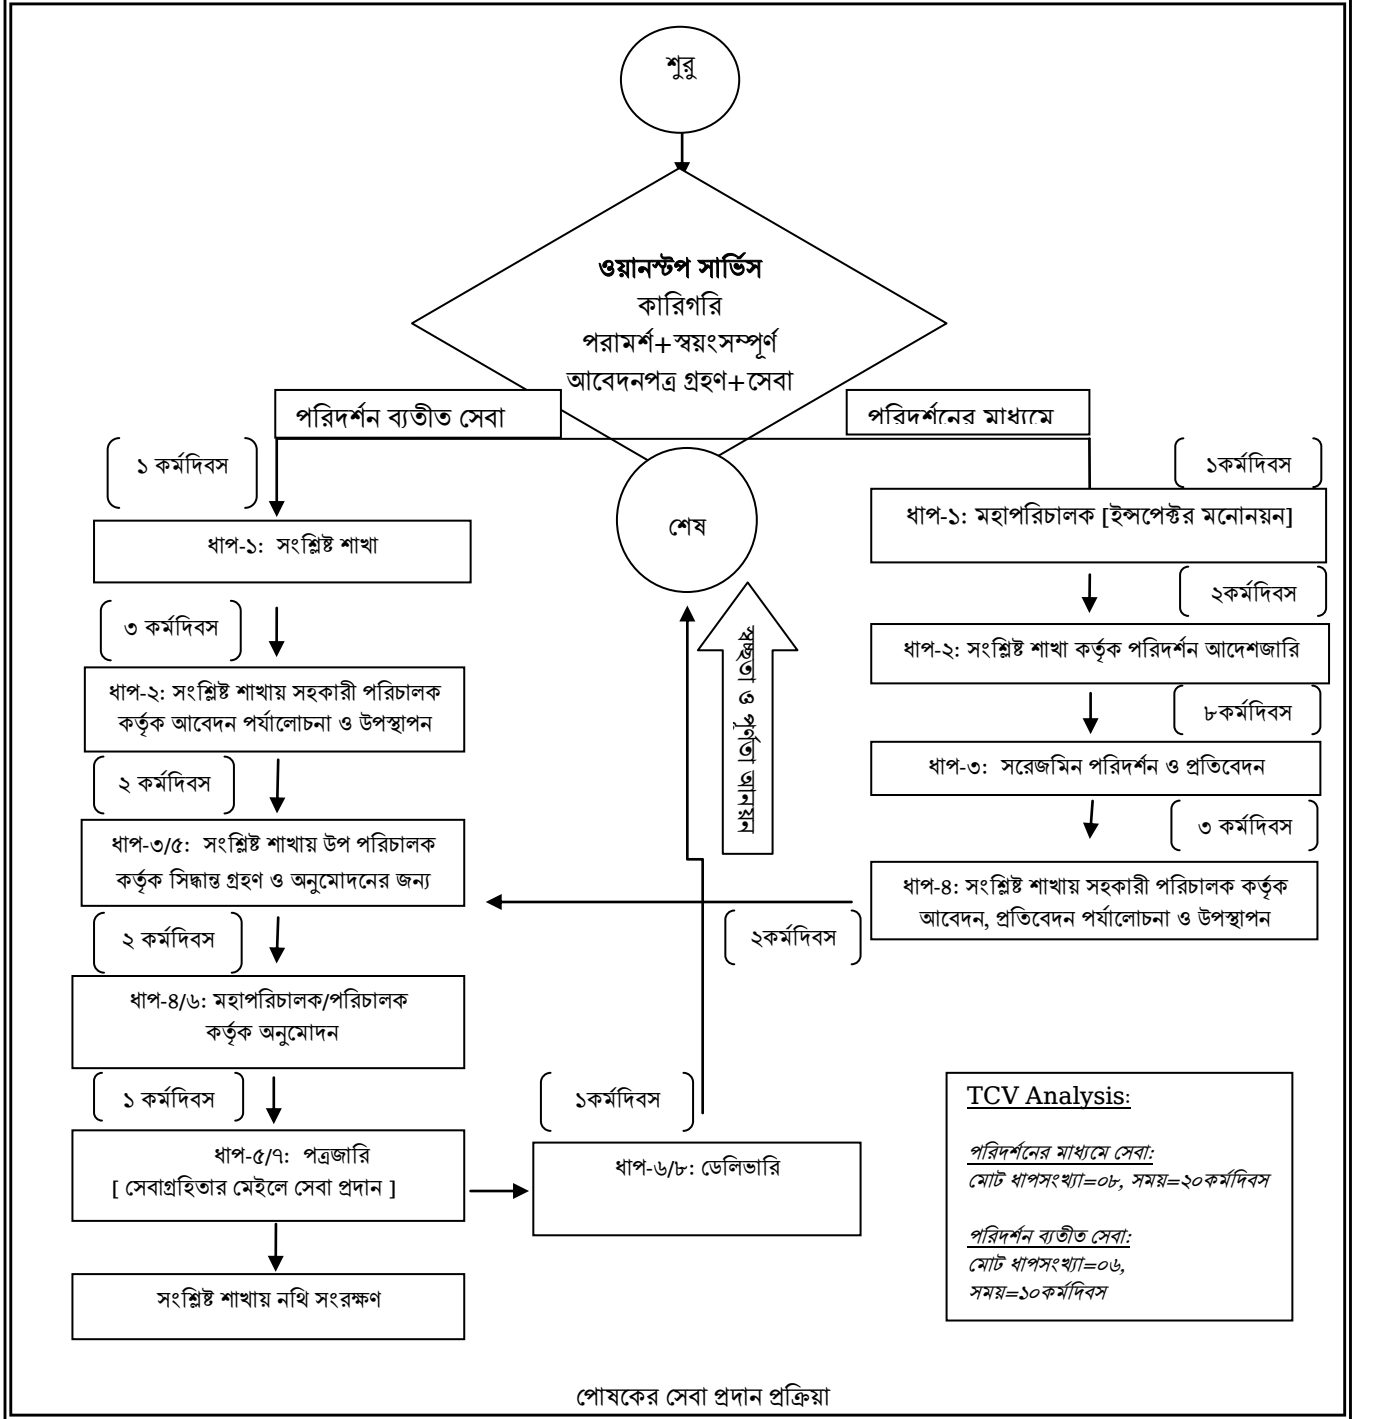 শুরু
ওয়ানস্টপ সার্ভিস
কারিগরি
পরামর্শ+স্বয়ংসম্পূর্ণ
আবেদনপত্র গ্রহণ+সেবা
পরিদর্শন ব্যতীত সেবা
পরিদর্শনের মাধ্যমে
১ কর্মদিবস
১কর্মদিবস
ধাপ-১: মহাপরিচালক [ইন্সপেক্টর মনোনয়ন]
শেষ
ধাপ-১: সংশ্লিষ্ট শাখা
২কর্মদিবস
৩ কর্মদিবস
ধাপ-২: সংশ্লিষ্ট শাখা কর্তৃক পরিদর্শন আদেশজারি
ধাপ-২: সংশ্লিষ্ট শাখায় সহকারী পরিচালক
কর্তৃক আবেদন পর্যালোচনা ও উপস্থাপন
স্বচ্ছতা ও পূর্ণতা আনয়ন
৮কর্মদিবস
ধাপ-৩: সরেজমিন পরিদর্শন ও প্রতিবেদন
২ কর্মদিবস
৩ কর্মদিবস
ধাপ-৩/৫: সংশ্লিষ্ট শাখায় উপ পরিচালক
কর্তৃক সিদ্ধান্ত গ্রহণ ও অনুমোদনের জন্য
ধাপ-৪: সংশ্লিষ্ট শাখায় সহকারী পরিচালক কর্তৃক
আবেদন, প্রতিবেদন পর্যালোচনা ও উপস্থাপন
২ কর্মদিবস
২কর্মদিবস
ধাপ-৪/৬: মহাপরিচালক/পরিচালক
কর্তৃক অনুমোদন
১ কর্মদিবস
১কর্মদিবস
ধাপ-৫/৭: পত্রজারি
[ সেবাগ্রহিতার মেইলে সেবা প্রদান ]
ধাপ-৬/৮: ডেলিভারি
সংশ্লিষ্ট শাখায় নথি সংরক্ষণ
TCV Analysis:
পরিদর্শনের মাধ্যমে সেবা:
মোট ধাপসংখ্যা=০৮, সময়=২০কর্মদিবস
পরিদর্শন ব্যতীত সেবা:
মোট ধাপসংখ্যা=০৬,
সময়=১০কর্মদিবস
পোষকের সেবা প্রদান প্রক্রিয়া